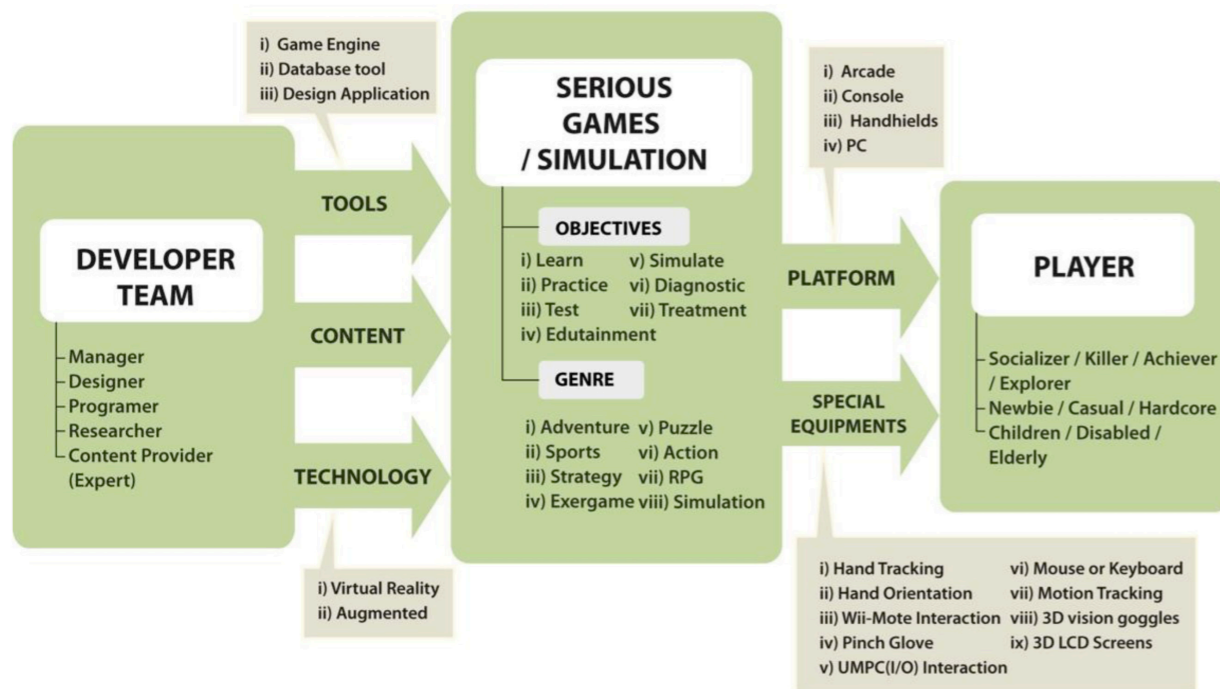 i) Game Engine
ii) Database tool
iii) Design Application
DEVELOPER
TEAM
Manager
Designer
Programer
Researcher
Content Provider
(Expert)
TOOLS
CONTENT
TECHNOLOGY
i) Virtual Reality
ii) Augmented
SERIOUS
GAMES
/ SIMULATION
OBJECTIVES
i) Learn
ii) Practice
iii) Test
iv) Edutainment
v) Simulate
vi) Diagnostic
vii) Treatment
GENRE
i) Adventure
ii) Sports
iii) Strategy
iv) Exergame
v) Puzzle
vi) Action
vii) RPG
viii) Simulation
i) Arcade
ii) Console
iii) Handhields
iv) PC
PLATFORM
SPECIAL
EQUIPMENTS
i) Hand Tracking
ii) Hand Orientation
iii) Wii-Mote Interaction
iv) Pinch Glove
v) UMPC(I/O) Interaction
vi) Mouse or Keyboard
vii) Motion Tracking
viii) 3D vision goggles
ix) 3D LCD Screens
PLAYER
Socializer / Killer / Achiever
/ Explorer
Newbie / Casual / Hardcore
Children / Disabled /
Elderly